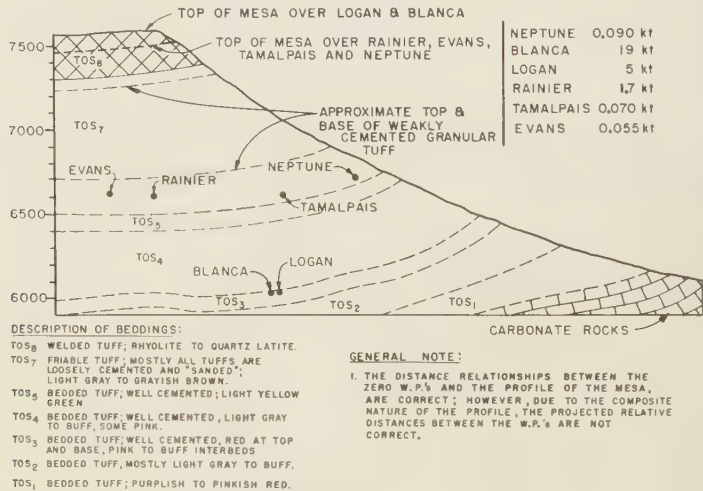 TOP OF MESA OVER LOGAN & BLANCA
TOP OF MESA OVER RAINIER, EVANS,
TAMALPAIS AND NEPTUNE
NEPTUNE 0.090 kt
BLANCA 19 kt
LOGAN 5 kt
RAINIER 1.7 kt
TAMALPAIS 0.070 kt
EVANS 0.055 kt
7500
TOS8
7000
TOS7
APPROXIMATE TOP &
BASE OF WEAKLY
CEMENTED GRANULAR
TUFF
EVANS
RAINIER
NEPTUNE
TAMALPAIS
6500
TOS5
TOS4
BLANCA
LOGAN
6000
TOS3
TOS2
TOS1
CARBONATE ROCKS
DESCRIPTION OF BEDDINGS:
TOS8 WELDED TUFF; RHYOLITE TO QUARTZ LATITE.
TOS7 FRIABLE TUFF; MOSTLY ALL TUFFS ARE
LOOSELY CEMENTED AND "SANDED";
LIGHT GRAY TO GRAYISH BROWN.
TOS5 BEDDED TUFF; WELL CEMENTED; LIGHT YELLOW
GREEN
TOS4 BEDDED TUFF; WELL CEMENTED, LIGHT GRAY
TO BUFF, SOME PINK.
TOS3 BEDDED TUFF; WELL CEMENTED, RED AT TOP
AND BASE, PINK TO BUFF INTERBEDS
TOS2 BEDDED TUFF, MOSTLY LIGHT GRAY TO BUFF.
TOS1 BEDDED TUFF; PURPLISH TO PINKISH RED.
GENERAL NOTE:
1. THE DISTANCE RELATIONSHIPS BETWEEN THE
ZERO W.P.'s AND THE PROFILE OF THE MESA,
ARE CORRECT; HOWEVER, DUE TO THE COMPOSITE
NATURE OF THE PROFILE, THE PROJECTED RELATIVE
DISTANCES BETWEEN THE W.P.'s ARE NOT
CORRECT.